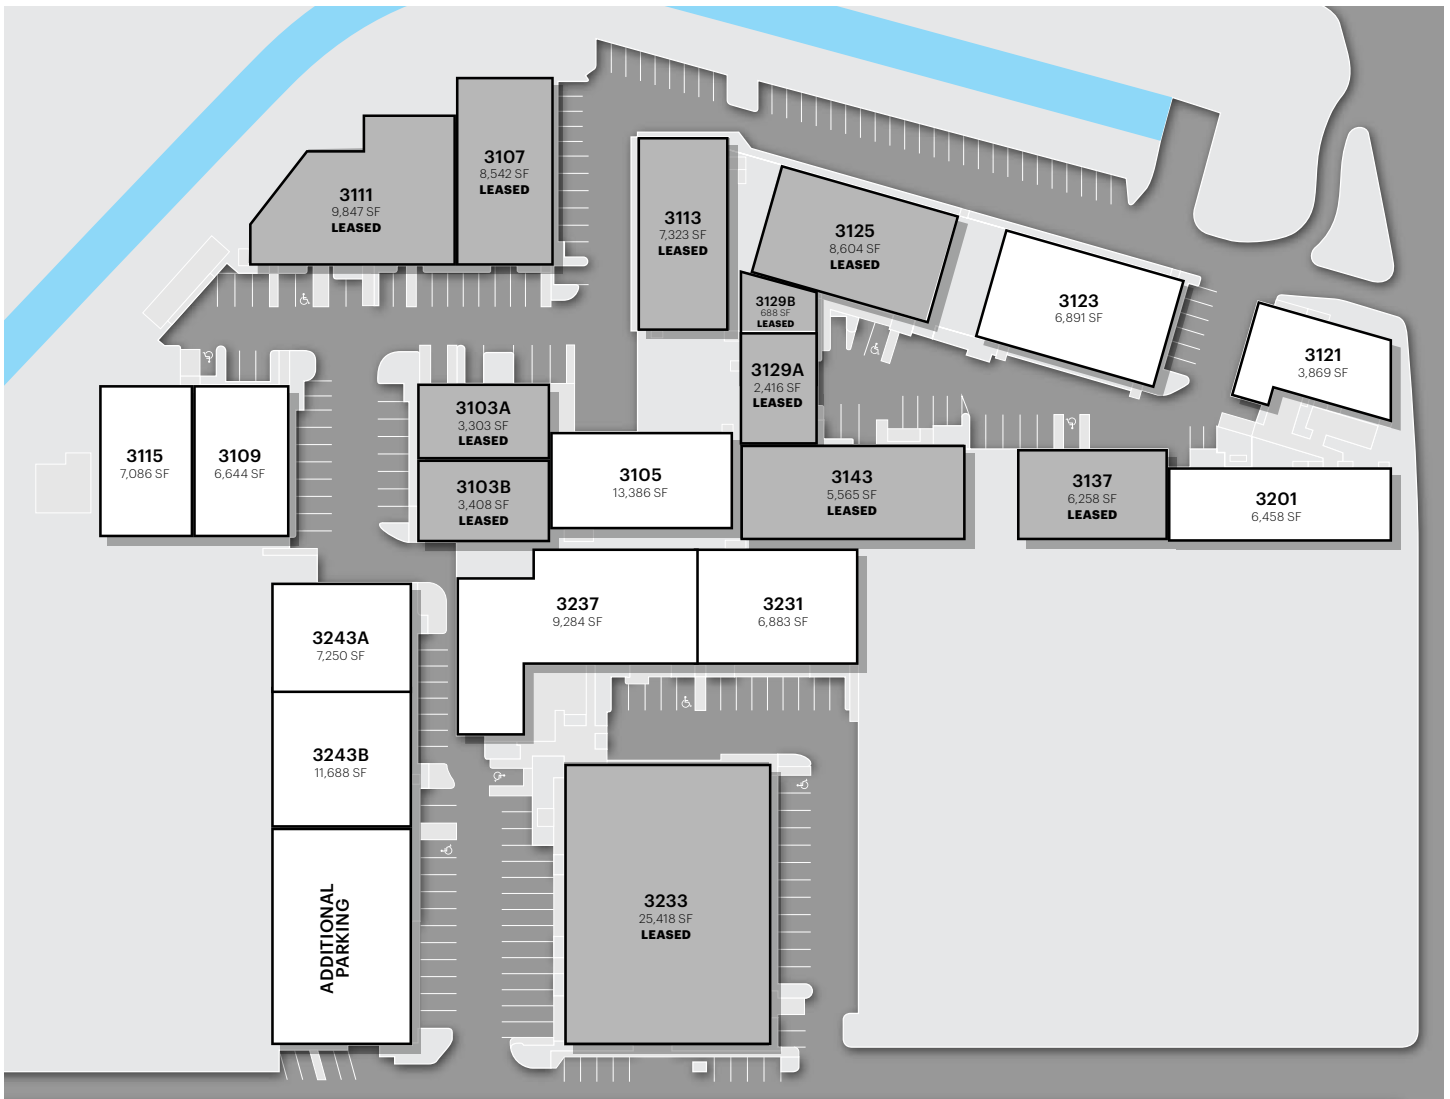 3107
8,542 SF
LEASED
3111
9,847 SF
LEASED
3113
7,323 SF
LEASED
3125
8,604 SF
LEASED
3129B
688 SF
LEASED
3123
6,891 SF
3121
3,869 SF
3129A
2,416 SF
LEASED
3103A
3,303 SF
LEASED
3115
7,086 SF
3109
6,644 SF
3105
13,386 SF
3103B
3,408 SF
LEASED
3143
5,565 SF
LEASED
3137
6,258 SF
LEASED
3201
6,458 SF
3237
9,284 SF
3231
6,883 SF
3243A
7,250 SF
3243B
11,688 SF
ADDITIONAL
PARKING
3233
25,418 SF
LEASED